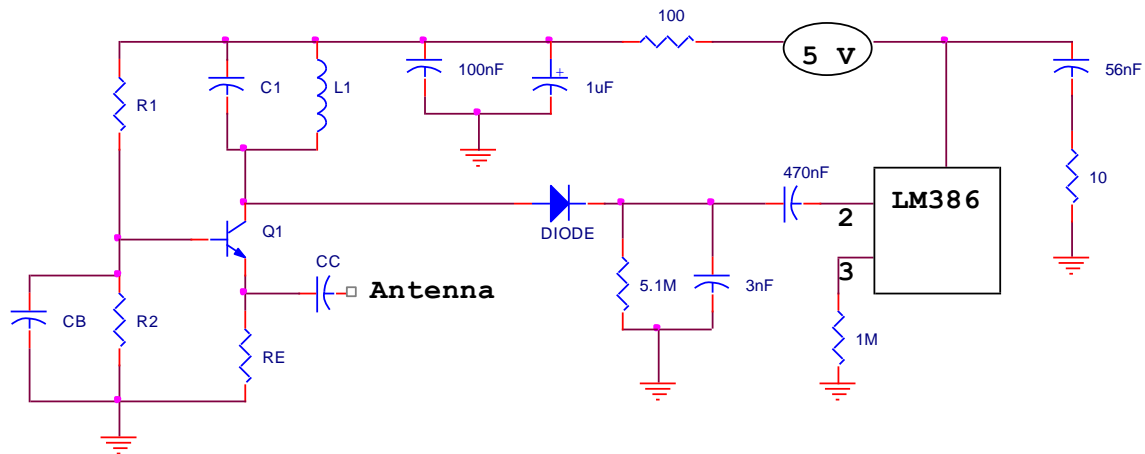 100
5 V
100nF
1uF
56nF
C1
L1
R1
10
470nF
LM386
2
Q1
DIODE
CC
Antenna
3
5.1M
3nF
CB
R2
1M
RE
+